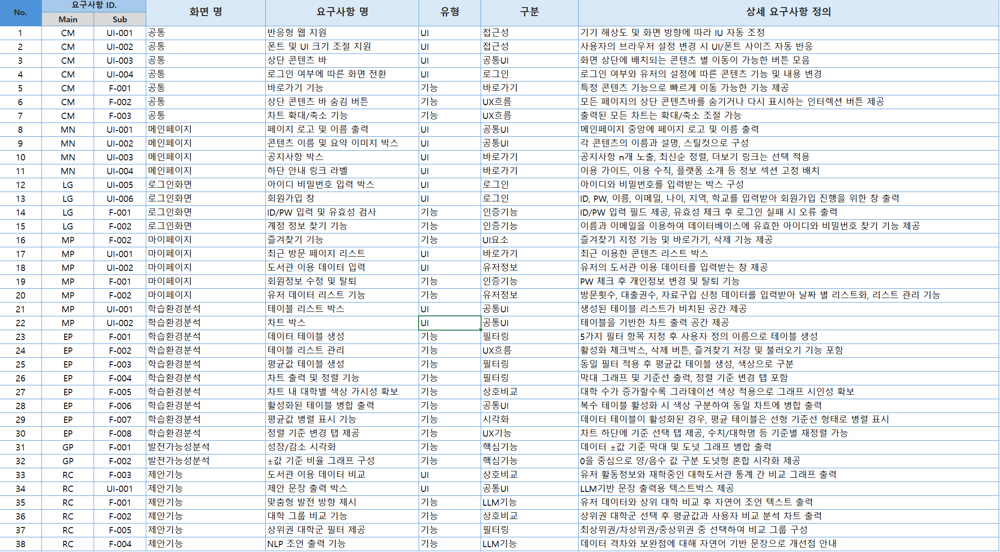 No. 요구사항 ID. 화면 명 요구사항 명 유형 구분 상세 요구사항 정의
Main Sub
1 CM UI-001 공통 반응형 웹 지원 UI 접근성 기기 해상도 및 화면 방향에 따라 IU 자동 조정
2 CM UI-002 공통 폰트 및 UI 크기 조절 지원 UI 접근성 사용자의 브라우저 설정 변경 시 UI/폰트 사이즈 자동 반응
3 CM UI-003 공통 상단 콘텐츠 바 UI 공통UI 화면 상단에 배치되는 콘텐츠 별 이동이 가능한 버튼 모음
4 CM UI-004 공통 로그인 여부에 따른 화면 전환 UI 로그인 로그인 여부와 유저의 설정에 따른 콘텐츠 기능 및 내용 변경
5 CM F-001 공통 바로가기 기능 기능 바로가기 특정 콘텐츠 기능으로 빠르게 이동 가능한 기능 제공
6 CM F-002 공통 상단 콘텐츠 바 숨김 버튼 기능 UX흐름 모든 페이지의 상단 콘텐츠바를 숨기거나 다시 표시하는 인터렉션 버튼 제공
7 CM F-003 공통 차트 확대/축소 기능 기능 UX흐름 출력된 모든 차트는 확대/축소 조절 가능
8 MN UI-001 메인페이지 페이지 로고 및 이름 출력 UI 공통UI 메인페이지 중앙에 페이지 로고 및 이름 출력
9 MN UI-002 메인페이지 콘텐츠 이름 및 요약 이미지 박스 UI 공통UI 각 콘텐츠의 이름과 설명, 스틸컷으로 구성
10 MN UI-003 메인페이지 공지사항 박스 UI 바로가기 공지사항 n개 노출, 최신순 정렬, 더보기 링크는 선택 적용
11 MN UI-004 메인페이지 하단 안내 링크 라벨 UI 바로가기 이용 가이드, 이용 수칙, 플랫폼 소개 등 정보 섹션 고정 배치
12 LG UI-005 로그인화면 아이디 비밀번호 입력 박스 UI 로그인 아이디와 비밀번호를 입력받는 박스 구성
13 LG UI-006 로그인화면 회원가입 창 UI 로그인 ID, PW, 이름, 이메일, 나이, 지역, 학교를 입력받아 회원가입 진행을 위한 창 출력
14 LG F-001 로그인화면 ID/PW 입력 및 유효성 검사 기능 인증기능 ID/PW 입력 필드 제공, 유효성 체크 후 로그인 실패 시 오류 출력
15 LG F-002 로그인화면 계정 정보 찾기 기능 기능 인증기능 이름과 이메일을 이용하여 데이터베이스에 유효한 아이디와 비밀번호 찾기 기능 제공
16 MP F-002 마이페이지 즐겨찾기 기능 기능 UI요소 즐겨찾기 지정 기능 및 바로가기, 삭제 기능 제공
17 MP UI-001 마이페이지 최근 방문 페이지 리스트 UI 바로가기 최근 이용한 콘텐츠 리스트 박스
18 MP UI-002 마이페이지 도서관 이용 데이터 입력 UI 유저정보 유저의 도서관 이용 데이터를 입력받는 창 제공
19 MP F-001 마이페이지 회원정보 수정 및 탈퇴 기능 인증기능 PW 체크 후 개인정보 변경 및 탈퇴 기능
20 MP F-002 마이페이지 유저 데이터 리스트 기능 기능 유저정보 방문횟수, 대출권수, 자료구입 신청 데이터를 입력받아 날짜 별 리스트화, 리스트 관리 기능
21 MP UI-001 학습환경분석 테이블 리스트 박스 UI 공통UI 생성된 테이블 리스트가 비치된 공간 제공
22 MP UI-002 학습환경분석 차트 박스 UI 공통UI 테이블을 기반한 차트 출력 공간 제공
23 EP F-001 학습환경분석 데이터 테이블 생성 기능 필터링 5가지 필터 항목 지정 후 사용자 정의 이름으로 테이블 생성
24 EP F-002 학습환경분석 테이블 리스트 관리 기능 UX흐름 활성화 체크박스, 삭제 버튼, 즐겨찾기 저장 및 불러오기 기능 포함
25 EP F-003 학습환경분석 평균값 테이블 생성 기능 필터링 동일 필터 적용 후 평균값 테이블 생성, 색상으로 구분
26 EP F-004 학습환경분석 차트 출력 및 정렬 기능 기능 필터링 막대 그래프 및 기준선 출력, 정렬 기준 변경 탭 포함
27 EP F-005 학습환경분석 차트 내 대학별 색상 가시성 확보 기능 상호비교 대학 수가 증가할수록 그라데이션 색상 적용으로 그래프 시인성 확보
28 EP F-006 학습환경분석 활성화된 테이블 병합 출력 기능 공통UI 복수 테이블 활성화 시 색상 구분하여 동일 차트에 병합 출력
29 EP F-007 학습환경분석 평균값 병렬 표시 기능 기능 시각화 데이터 테이블이 활성화된 경우, 평균 테이블은 선형 기준선 형태로 병렬 표시
30 EP F-008 학습환경분석 정렬 기준 변경 탭 제공 기능 UX기능 차트 하단에 기준 선택 탭 제공, 수치/대학명 등 기준별 재정렬 가능
31 GP F-001 발전가능성분석 성장/감소 시각화 기능 핵심기능 데이터 ±값 기준 막대 및 도넛 그래프 병합 출력
32 GP F-002 발전가능성분석 ±값 기준 비율 그래프 구성 기능 핵심기능 0을 중심으로 양/음수 값 구분 도넛형 혼합 시각화 제공
33 RC F-003 제안기능 도서관 이용 데이터 비교 UI 상호비교 유저 활동정보와 재학중인 대학도서관 통계 간 비교 그래프 출력
34 RC UI-001 제안기능 제안 문장 출력 박스 UI 공통UI LLM기반 문장 출력용 텍스트박스 제공
35 RC F-001 제안기능 맞춤형 발전 방향 제시 기능 LLM기능 유저 데이터와 상위 대학 비교 후 자연어 조언 텍스트 출력
36 RC F-002 제안기능 대학 그룹 비교 기능 기능 상호비교 상위권 대학군 선택 후 평균값과 사용자 비교 분석 차트 출력
37 RC F-005 제안기능 상위권 대학군 필터 제공 기능 필터링 최상위권/차상위권/중상위권 중 선택하여 비교 그룹 구성
38 RC F-004 제안기능 NLP 조언 출력 기능 기능 LLM기능 데이터 격차와 보완점에 대해 자연어 기반 문장으로 개선점 안내